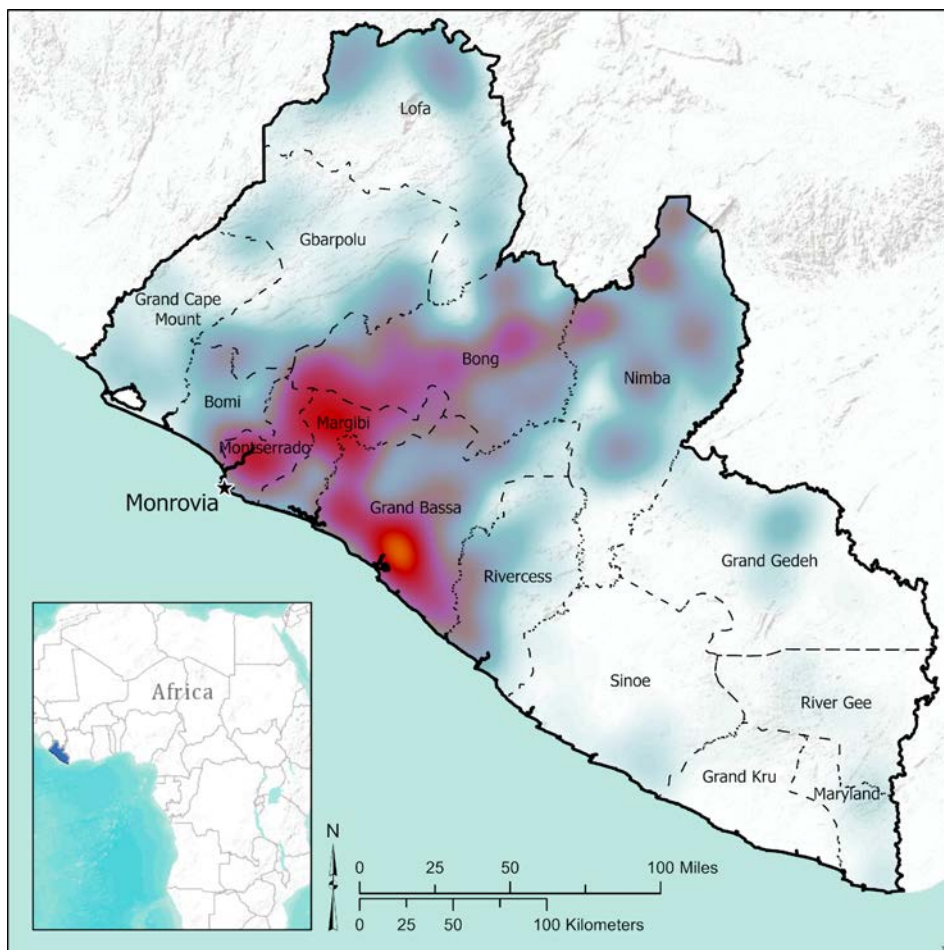 Lofa
Gbarpolu
Grand Cape
Mount
Bong
Nimba
Bomi
Margibi
Montserrado
Monrovia
Grand Bassa
Rivercess
Grand Gedeh
Sinoe
River Gee
Grand Kru
Maryland
Africa
N
0 25 50 100 Miles
0 25 50 100 Kilometers